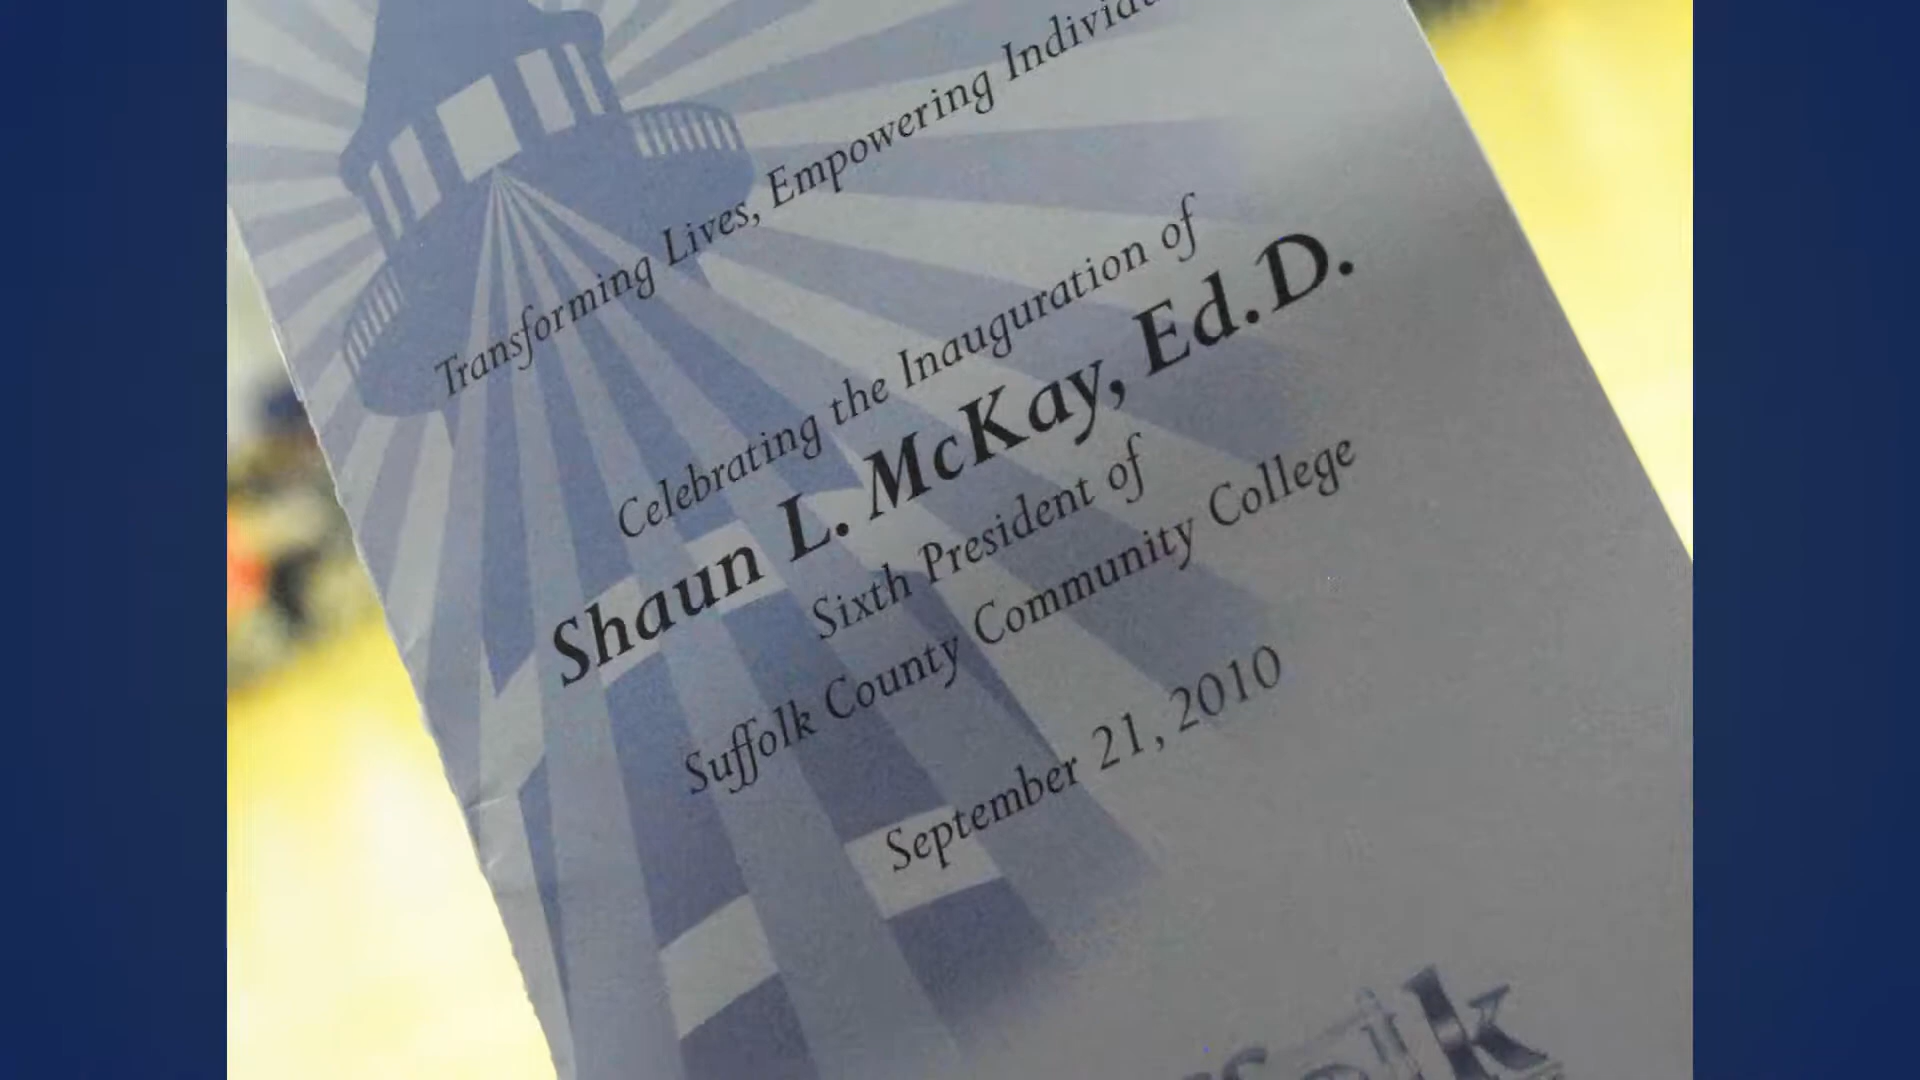 Transforming Lives, Empowering
Celebrating the Inauguration of
Shaun L. McKay, Ed.D.
Sixth President of
Suffolk County Community College
September 21, 2010